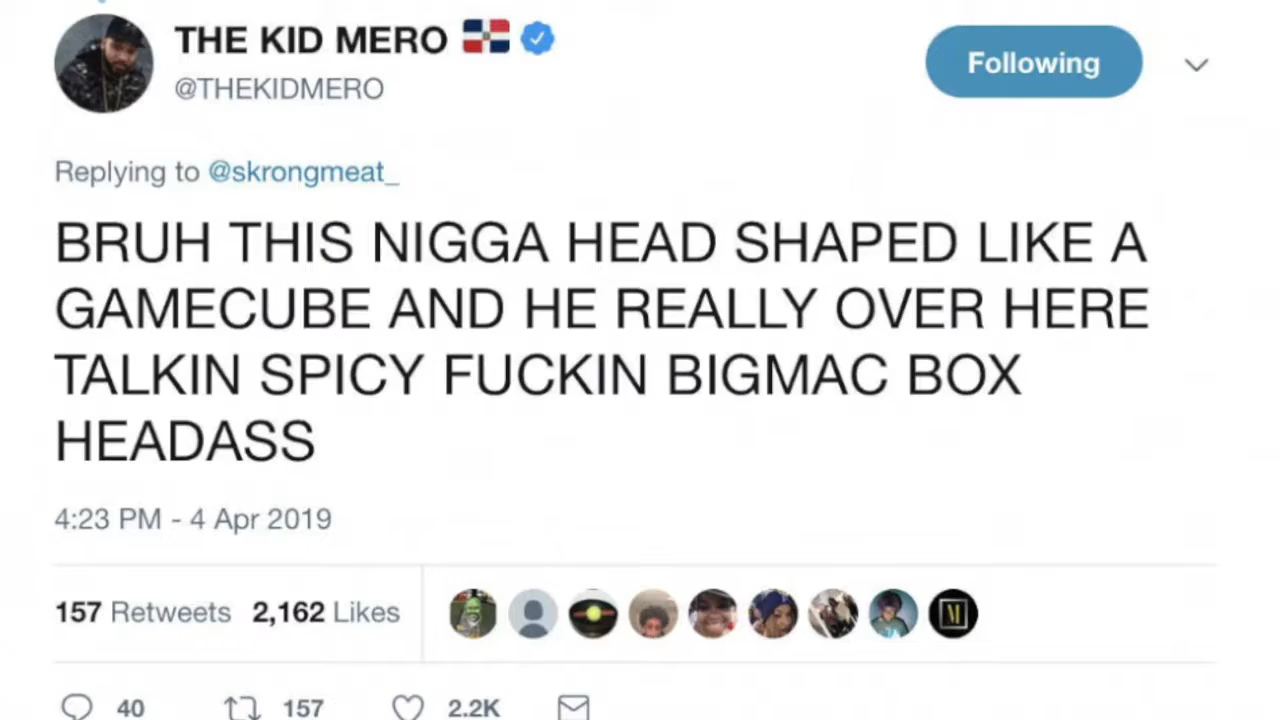 THE KID MERO
@THEKIDMERO
Following
Replying to @skrongmeat_
BRUH THIS NIGGA HEAD SHAPED LIKE A
GAMECUBE AND HE REALLY OVER HERE
TALKIN SPICY FUCKIN BIGMAC BOX
HEADASS
4:23 PM - 4 Apr 2019
157 Retweets 2,162 Likes
M
40 157 2.2K